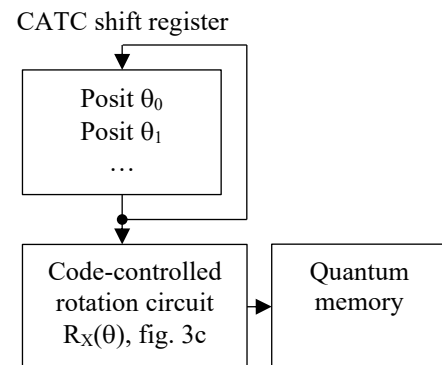 CATC shift register
Posit θ₀
Posit θ₁
…
Code-controlled
rotation circuit
Rₓ(θ), fig. 3c
Quantum
memory